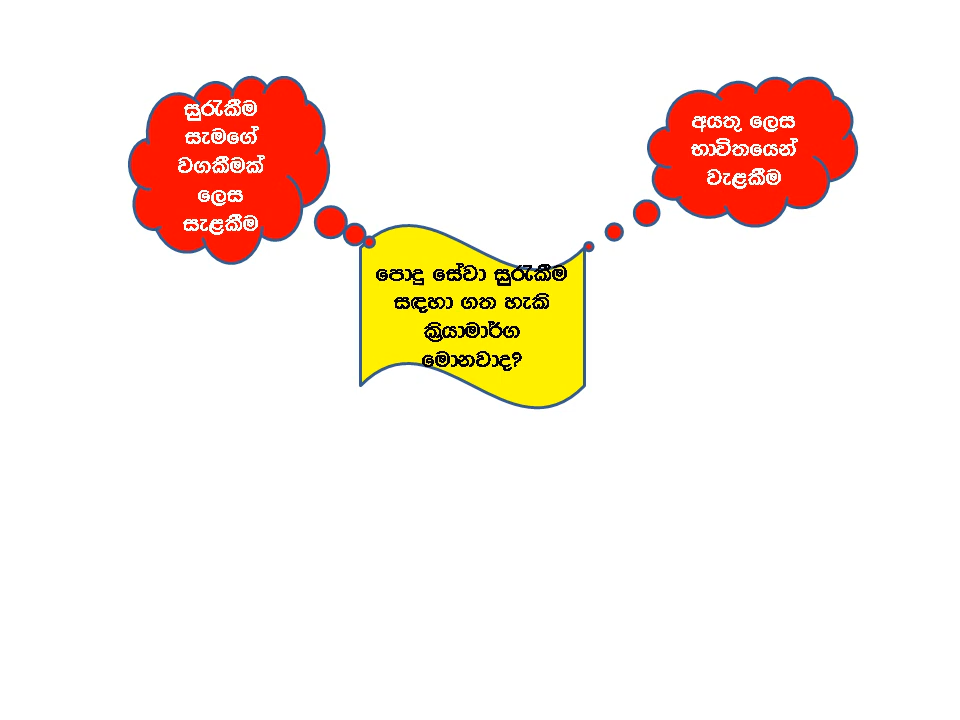 සුරැකීම
සැමගේ
වගකීමක්
ලෙස
සැළකීම
අයතු ලෙස
භාවිතයෙන්
වැළකීම
පොදු සේවා සුරැකීම
සඳහා ගත හැකි
ක්‍රියාමාර්ග
මොනවාද?